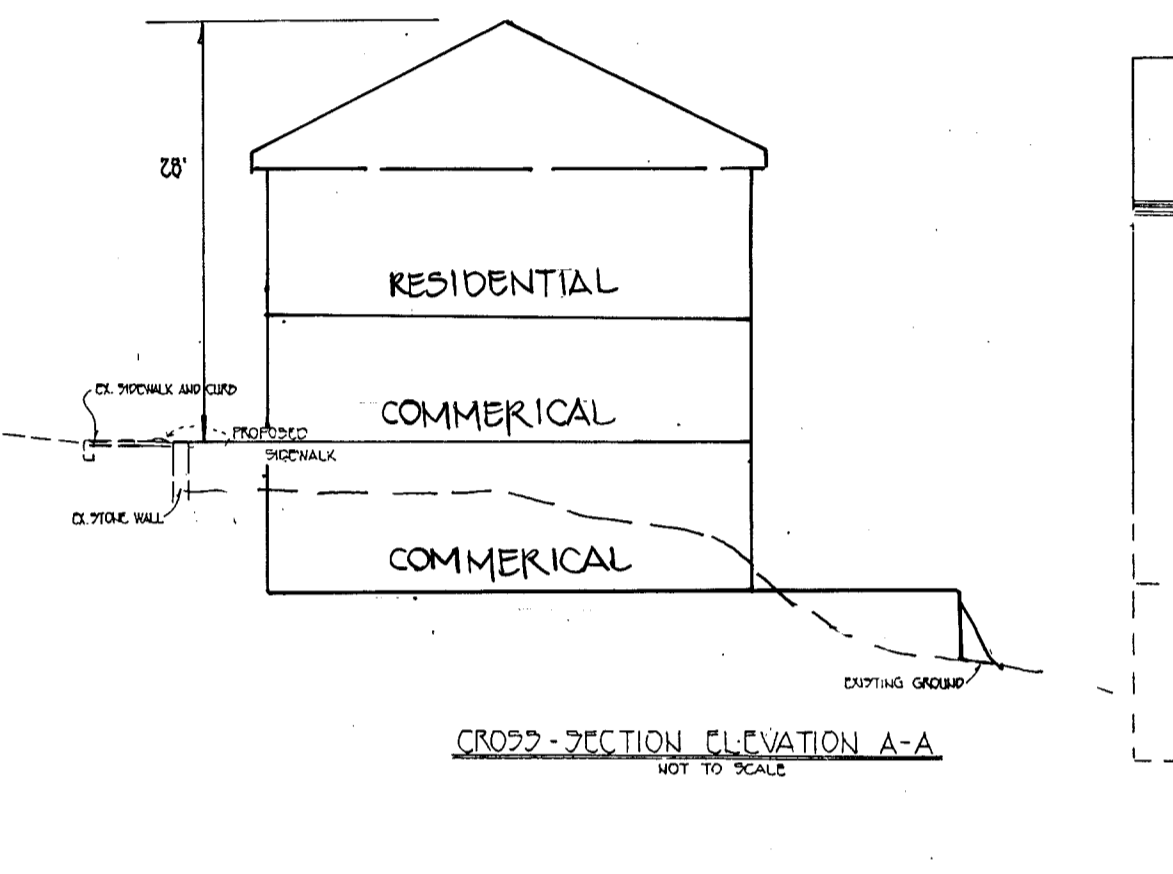 28'
RESIDENTIAL
EX. SIDEWALK AND CURB
COMMERICAL
PROPOSED
SIDEWALK
EX. STONE WALL
COMMERICAL
EXISTING GROUND
CROSS-SECTION ELEVATION A-A
NOT TO SCALE